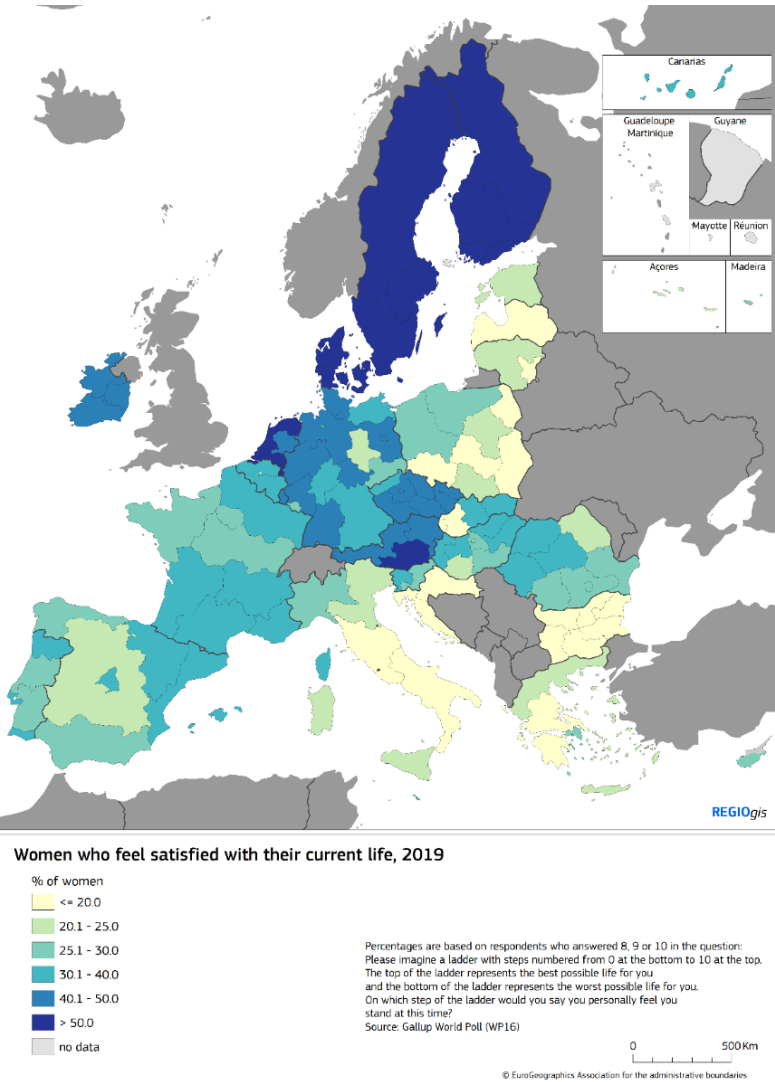 Canarias
Guadeloupe
Martinique
Guyane
Mayotte
Réunion
Açores
Madeira
REGIOgis
Women who feel satisfied with their current life, 2019
% of women
<= 20.0
20.1 - 25.0
25.1 - 30.0
30.1 - 40.0
40.1 - 50.0
> 50.0
no data
Percentages are based on respondents who answered 8, 9 or 10 in the question:
Please imagine a ladder with steps numbered from 0 at the bottom to 10 at the top.
The top of the ladder represents the best possible life for you
and the bottom of the ladder represents the worst possible life for you.
On which step of the ladder would you say you personally feel you
stand at this time?
Source: Gallup World Poll (WP16)
0 500 Km
© EuroGeographics Association for the administrative boundaries